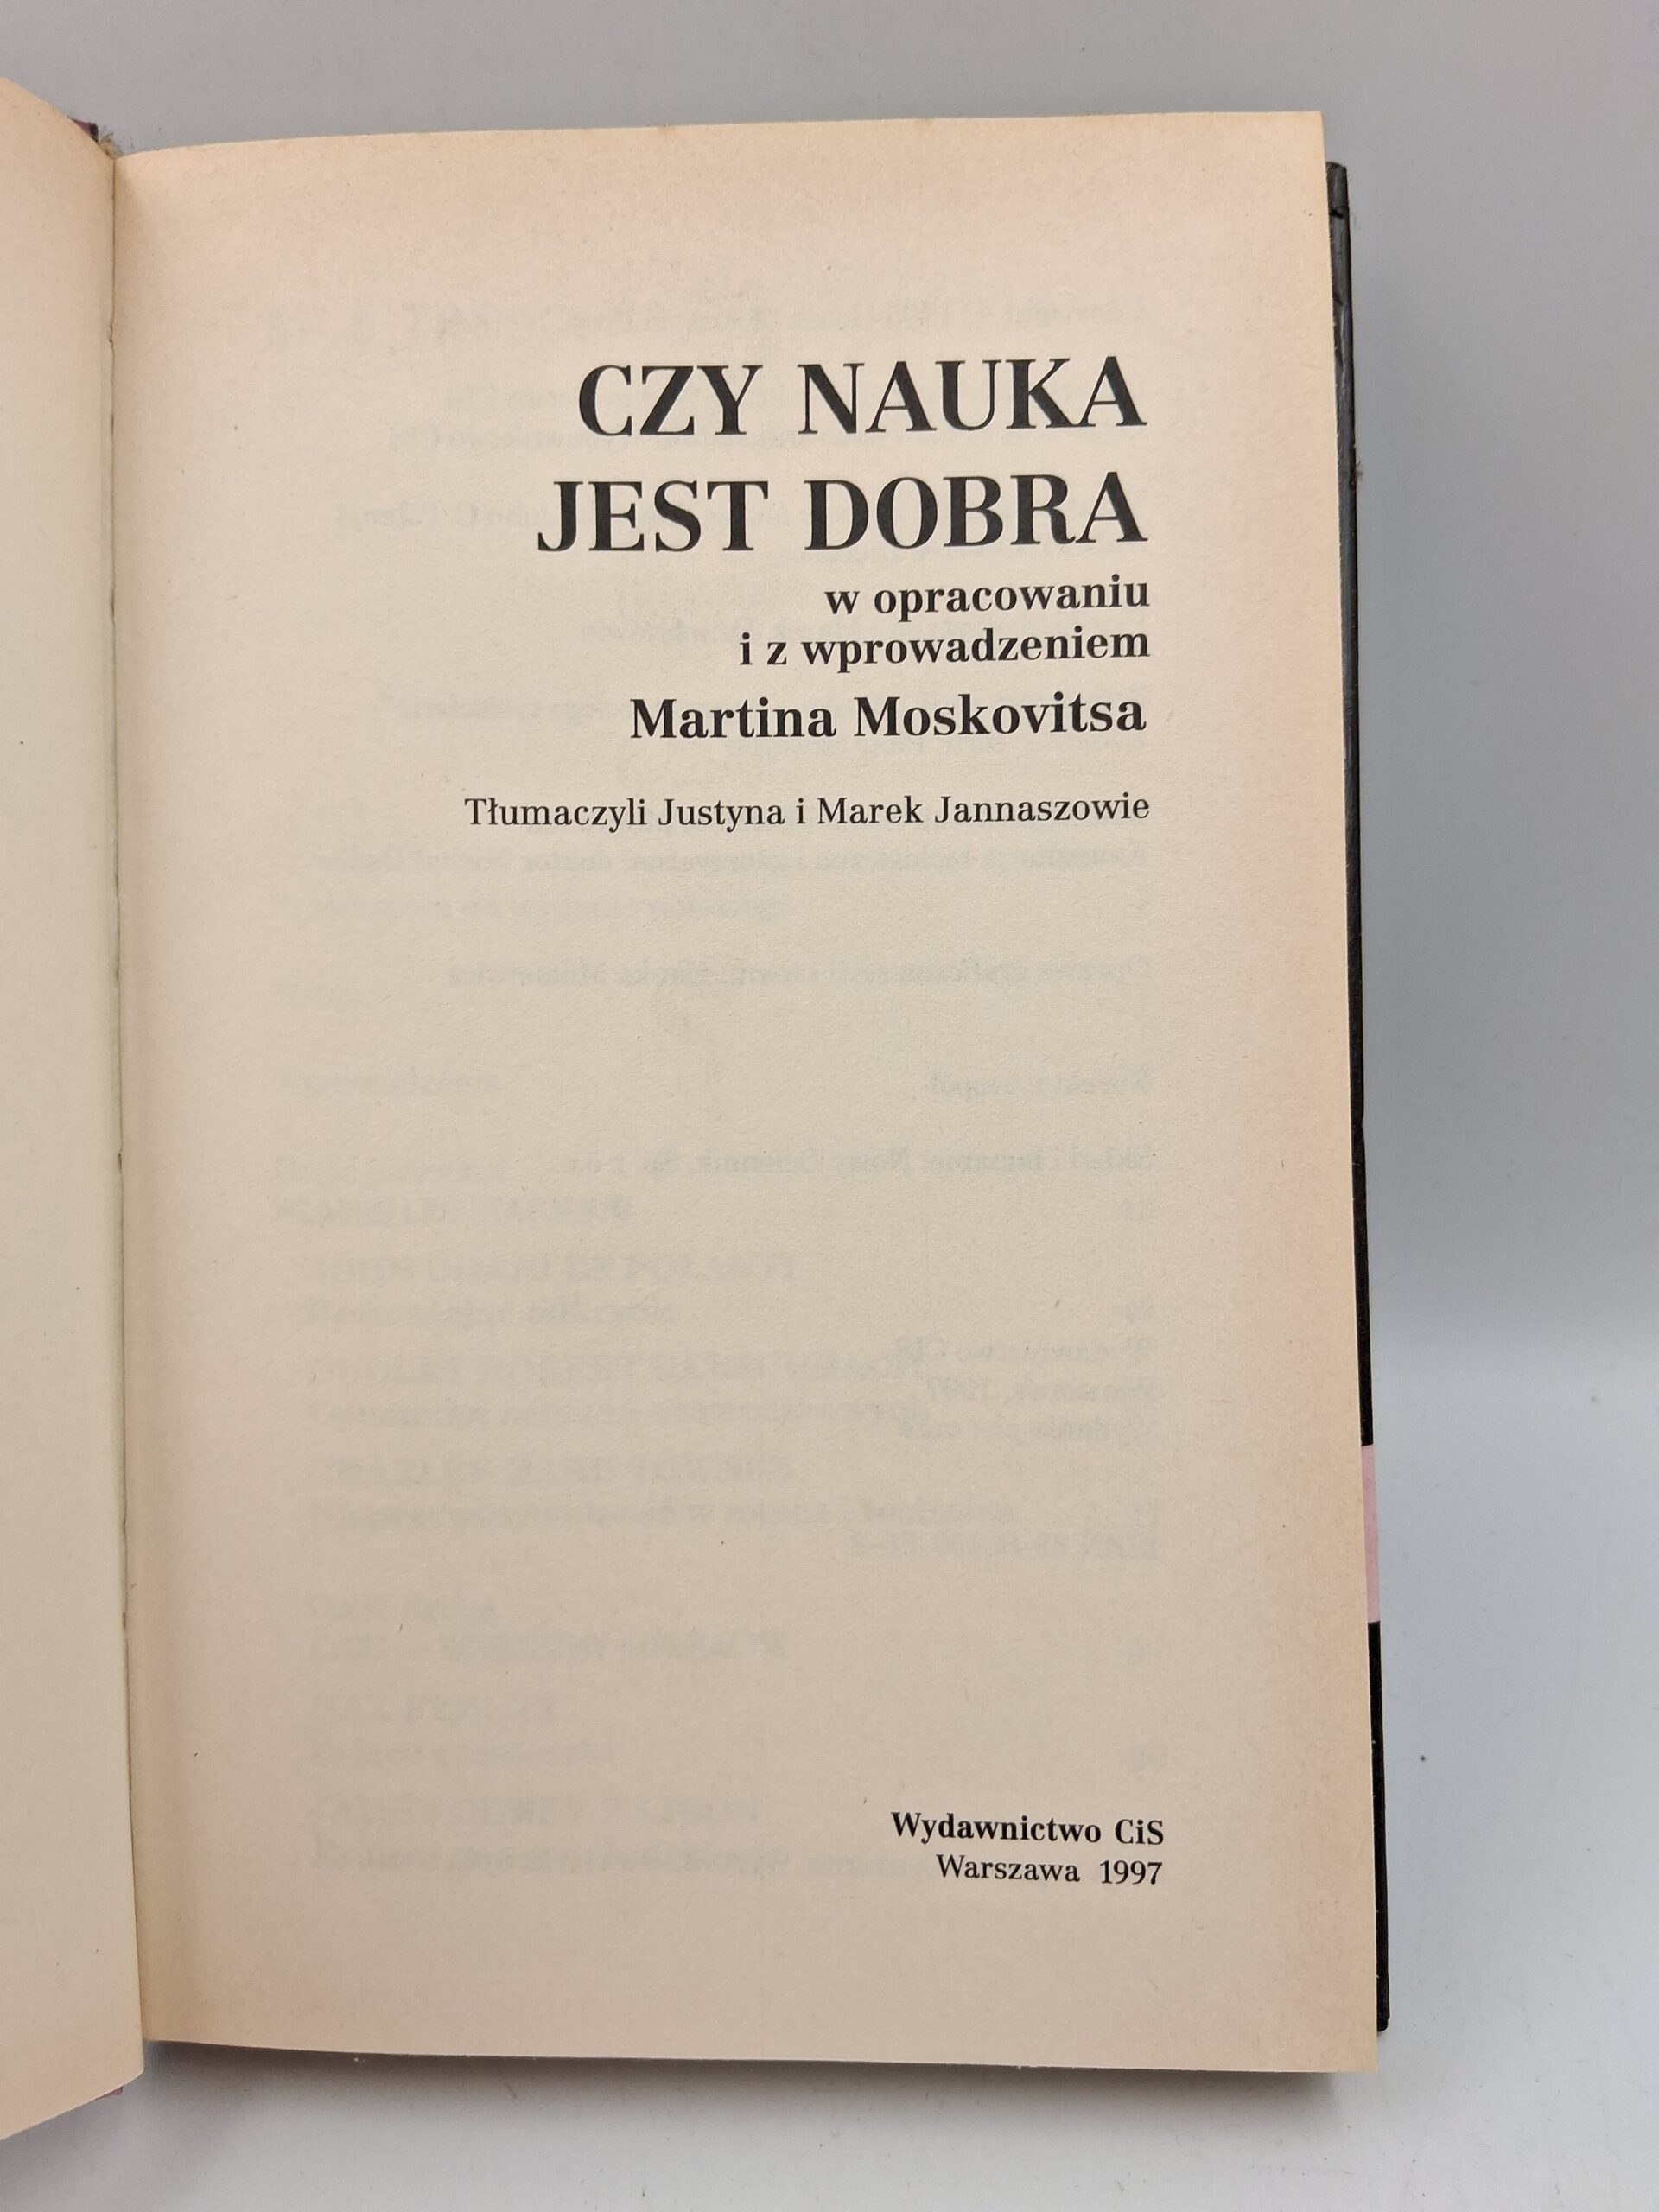 CZY NAUKA
JEST DOBRA
w opracowaniu
i z wprowadzeniem
Martina Moskovitsa
Tłumaczyli Justyna i Marek Jannaszowie
Wydawnictwo CiS
Warszawa 1997